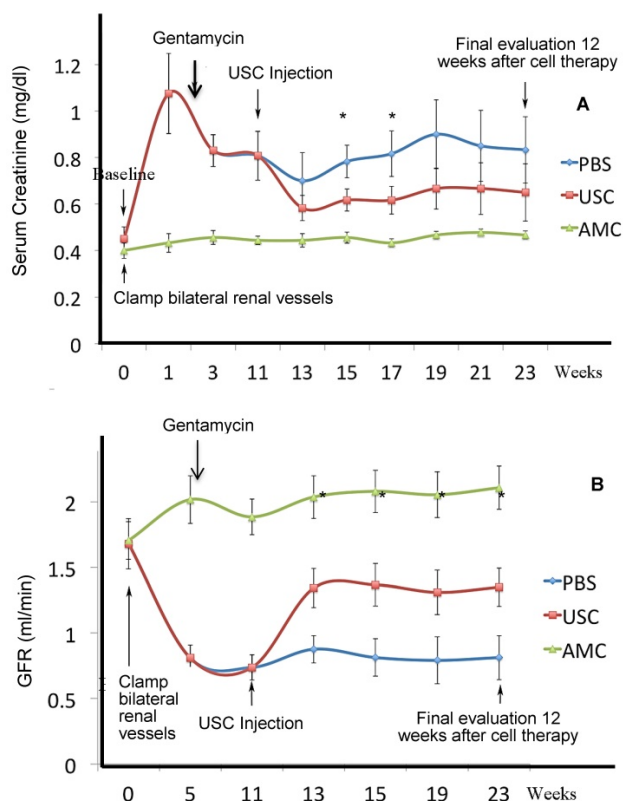 A
Serum Creatinine (mg/dl)
1.2
1
0.8
0.6
0.4
0.2
0
Gentamycin
USC Injection
Final evaluation 12
weeks after cell therapy
* *
Baseline
Clamp bilateral renal vessels
PBS
USC
AMC
0 1 3 11 13 15 17 19 21 23 Weeks
B
GFR (ml/min)
2
1.5
1
0.5
0
Gentamycin
* * * *
Clamp
bilateral
renal
vessels
USC Injection
Final evaluation 12
weeks after cell therapy
PBS
USC
AMC
0 5 11 13 15 19 23 Weeks